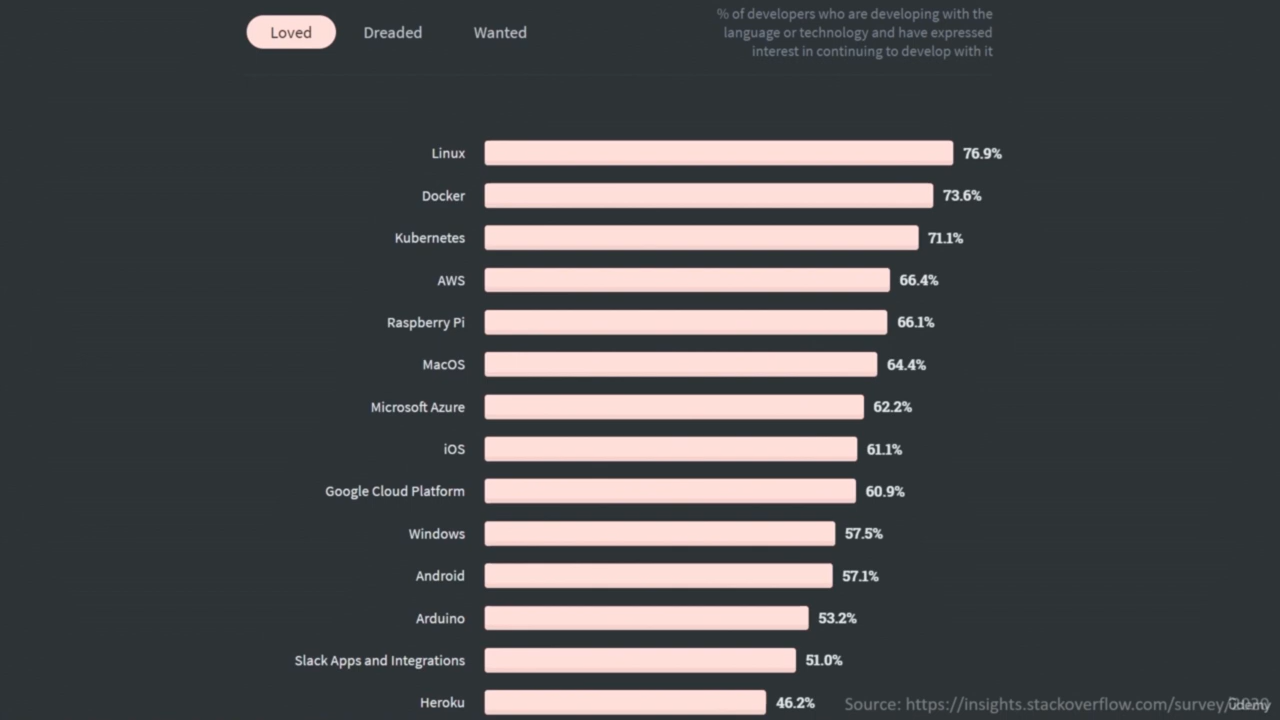 Loved Dreaded Wanted
% of developers who are developing with the
language or technology and have expressed
interest in continuing to develop with it
Linux 76.9%
Docker 73.6%
Kubernetes 71.1%
AWS 66.4%
Raspberry Pi 66.1%
MacOS 64.4%
Microsoft Azure 62.2%
iOS 61.1%
Google Cloud Platform 60.9%
Windows 57.5%
Android 57.1%
Arduino 53.2%
Slack Apps and Integrations 51.0%
Heroku 46.2%
Source: https://insights.stackoverflow.com/survey/2020
udemy